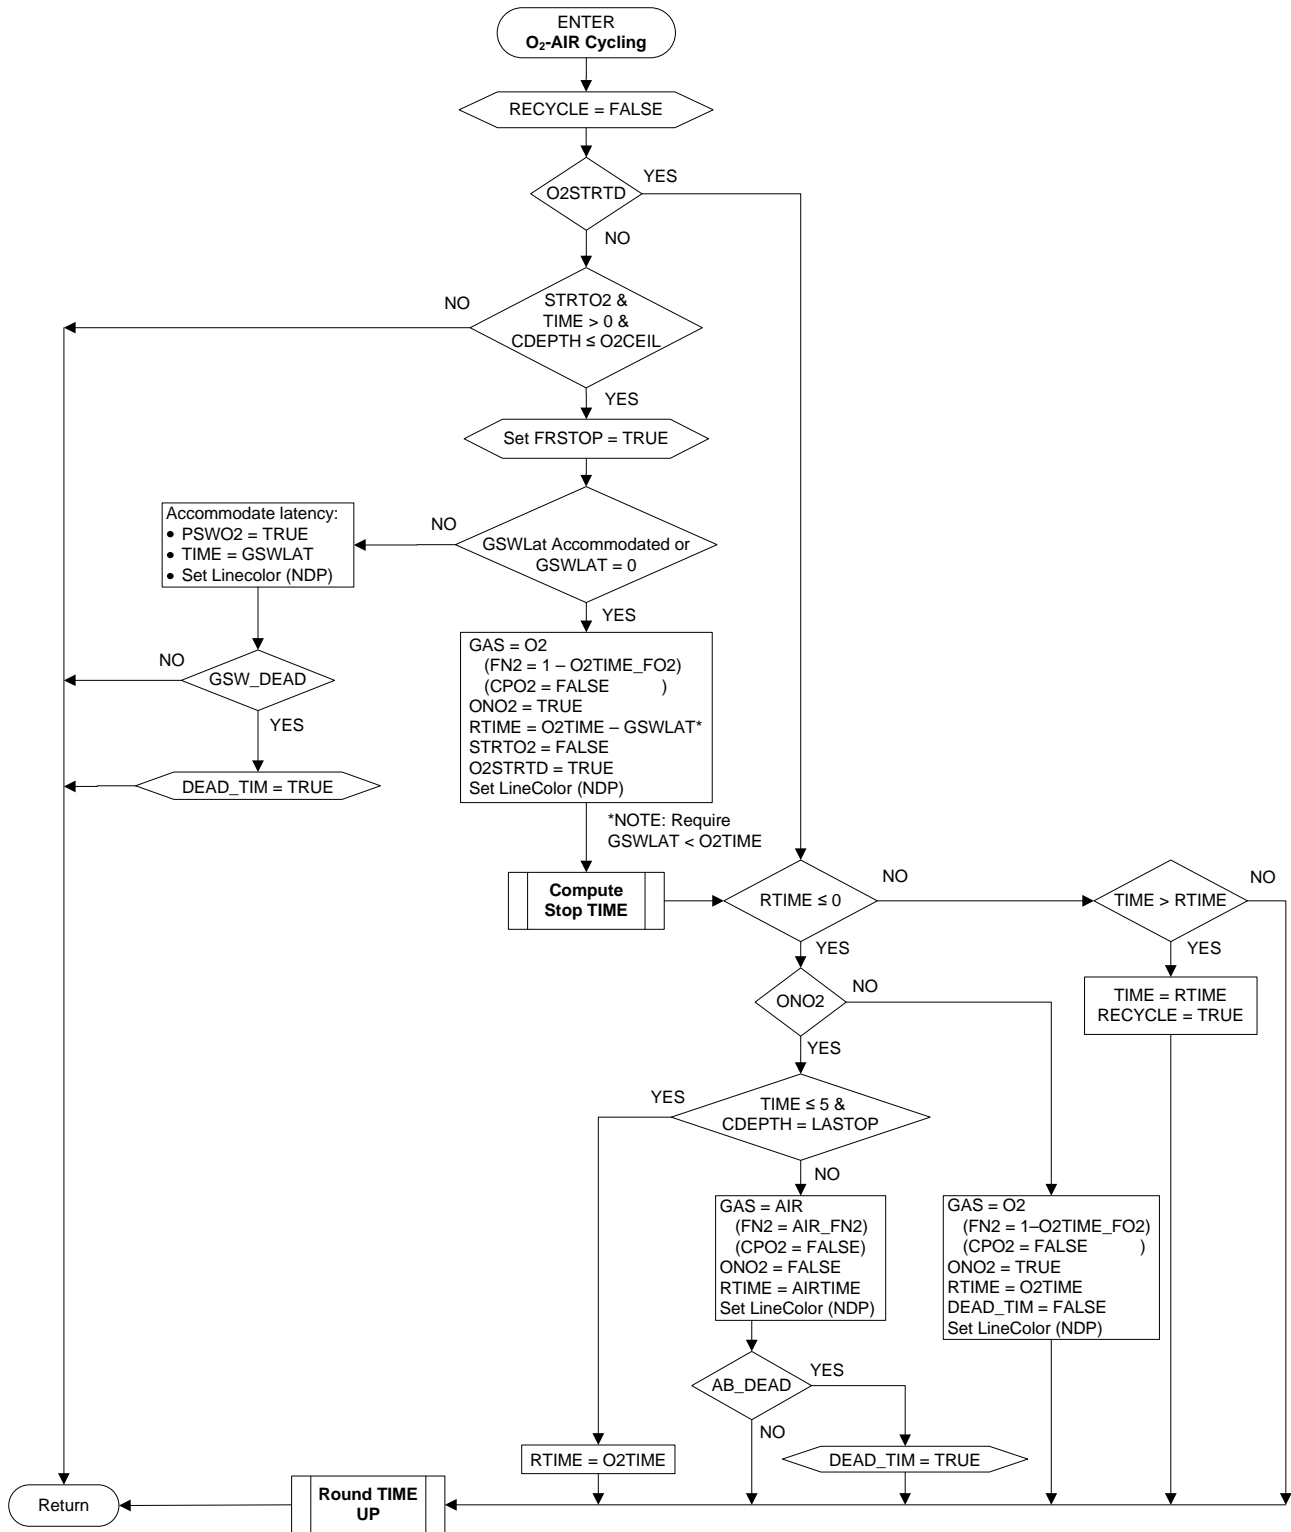 ENTER
O₂-AIR Cycling
RECYCLE = FALSE
O2STRTD
YES
NO
STRTO2 &
TIME > 0 &
CDEPTH ≤ O2CEIL
NO
YES
Set FRSTOP = TRUE
GSWLat Accommodated or
GSWLAT = 0
NO
YES
Accommodate latency:
• PSWO2 = TRUE
• TIME = GSWLAT
• Set Linecolor (NDP)
GSW_DEAD
NO
YES
DEAD_TIM = TRUE
GAS = O2
(FN2 = 1 – O2TIME_FO2)
(CPO2 = FALSE )
ONO2 = TRUE
RTIME = O2TIME – GSWLAT*
STRTO2 = FALSE
O2STRTD = TRUE
Set LineColor (NDP)
*NOTE: Require
GSWLAT < O2TIME
Compute
Stop TIME
RTIME ≤ 0
NO
YES
TIME > RTIME
NO
YES
TIME = RTIME
RECYCLE = TRUE
ONO2
NO
YES
TIME ≤ 5 &
CDEPTH = LASTOP
YES
NO
GAS = AIR
(FN2 = AIR_FN2)
(CPO2 = FALSE)
ONO2 = FALSE
RTIME = AIRTIME
Set LineColor (NDP)
GAS = O2
(FN2 = 1–O2TIME_FO2)
(CPO2 = FALSE )
ONO2 = TRUE
RTIME = O2TIME
DEAD_TIM = FALSE
Set LineColor (NDP)
AB_DEAD
YES
NO
RTIME = O2TIME
DEAD_TIM = TRUE
Round TIME
UP
Return